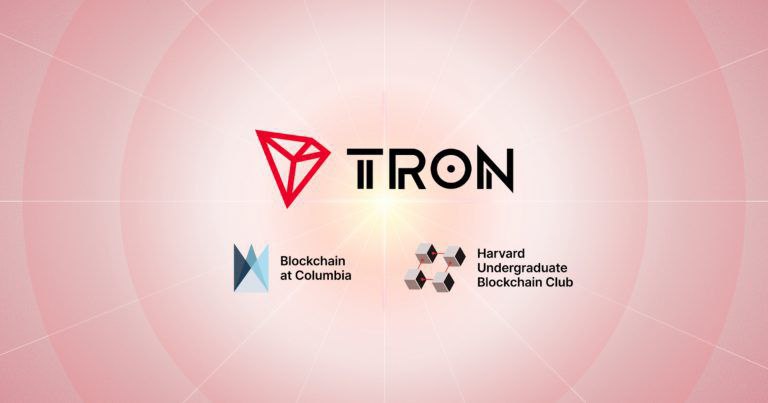 TRON
Blockchain
at Columbia
Harvard
Undergraduate
Blockchain Club